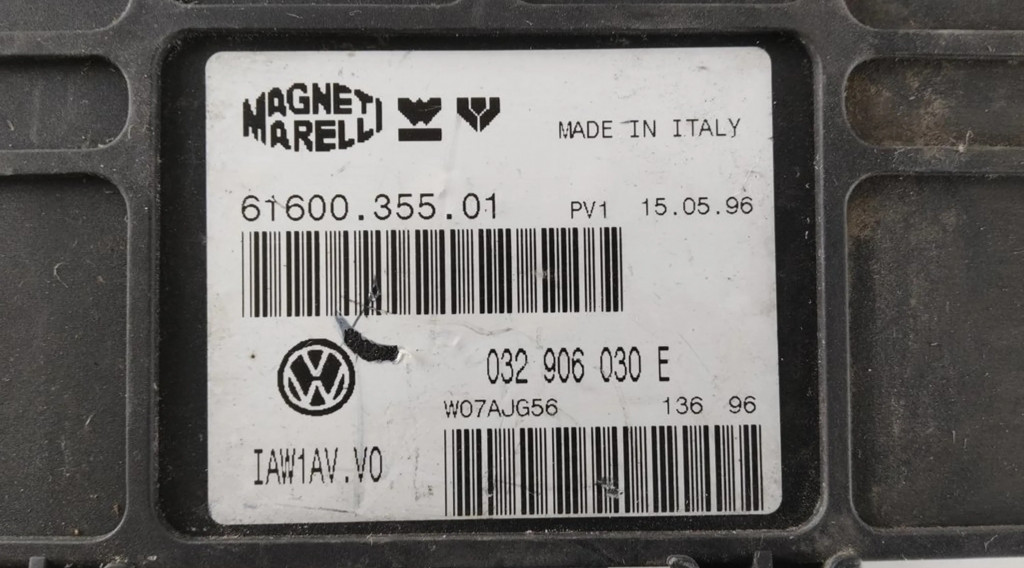 MAGNETI
MARELLI
MADE IN ITALY
61600.355.01 PV1 15.05.96
032 906 030 E
W07AJG56 136 96
IAW1AV.V0